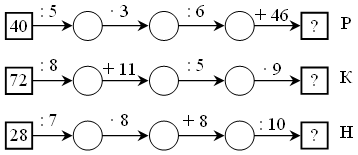 40 : 5 · 3 : 6 + 46 ? Р
72 : 8 + 11 : 5 · 9 ? К
28 : 7 · 8 + 8 : 10 ? Н